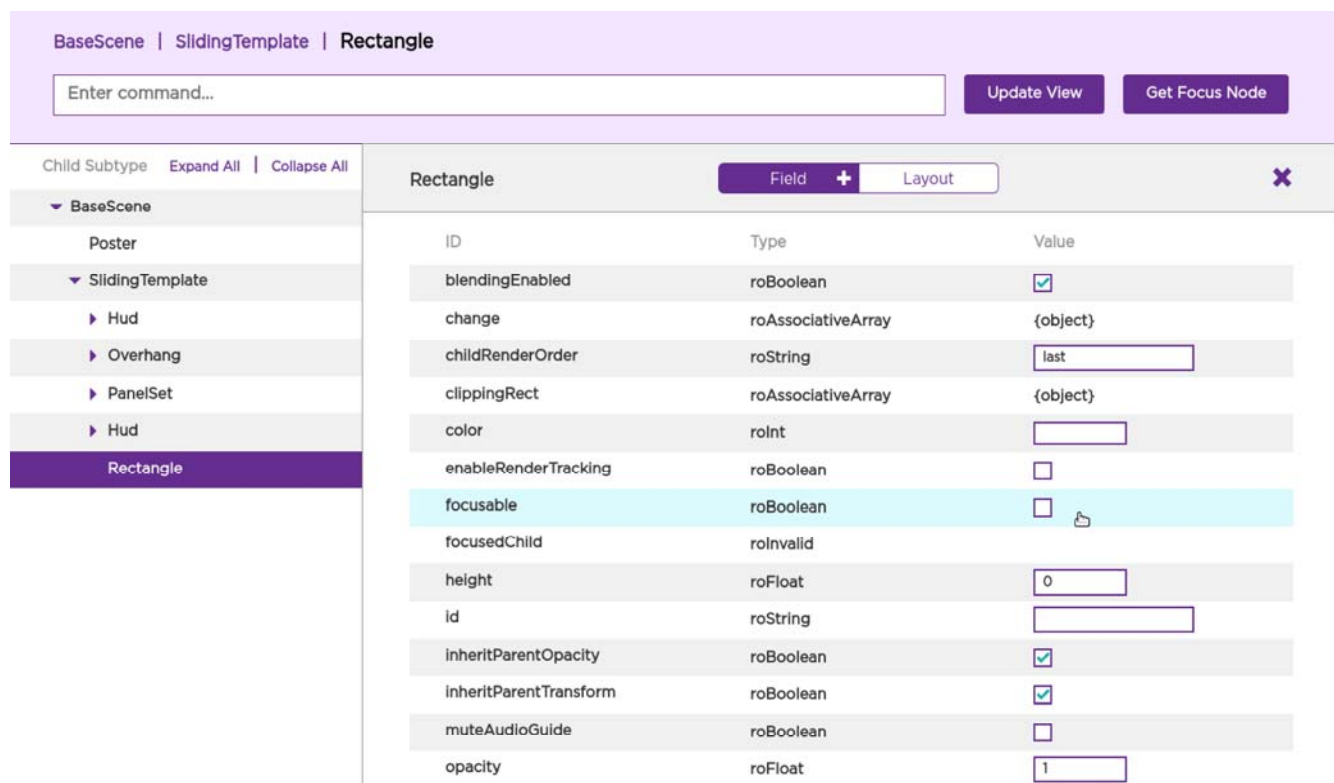 BaseScene | SlidingTemplate | Rectangle
Enter command...
Update View
Get Focus Node
Child Subtype Expand All | Collapse All
BaseScene
Poster
SlidingTemplate
Hud
Overhang
PanelSet
Hud
Rectangle
Rectangle
Field
Layout
ID Type Value
blendingEnabled roBoolean
change roAssociativeArray {object}
childRenderOrder roString last
clippingRect roAssociativeArray {object}
color roInt
enableRenderTracking roBoolean
focusable roBoolean
focusedChild roInvalid
height roFloat 0
id roString
inheritParentOpacity roBoolean
inheritParentTransform roBoolean
muteAudioGuide roBoolean
opacity roFloat 1